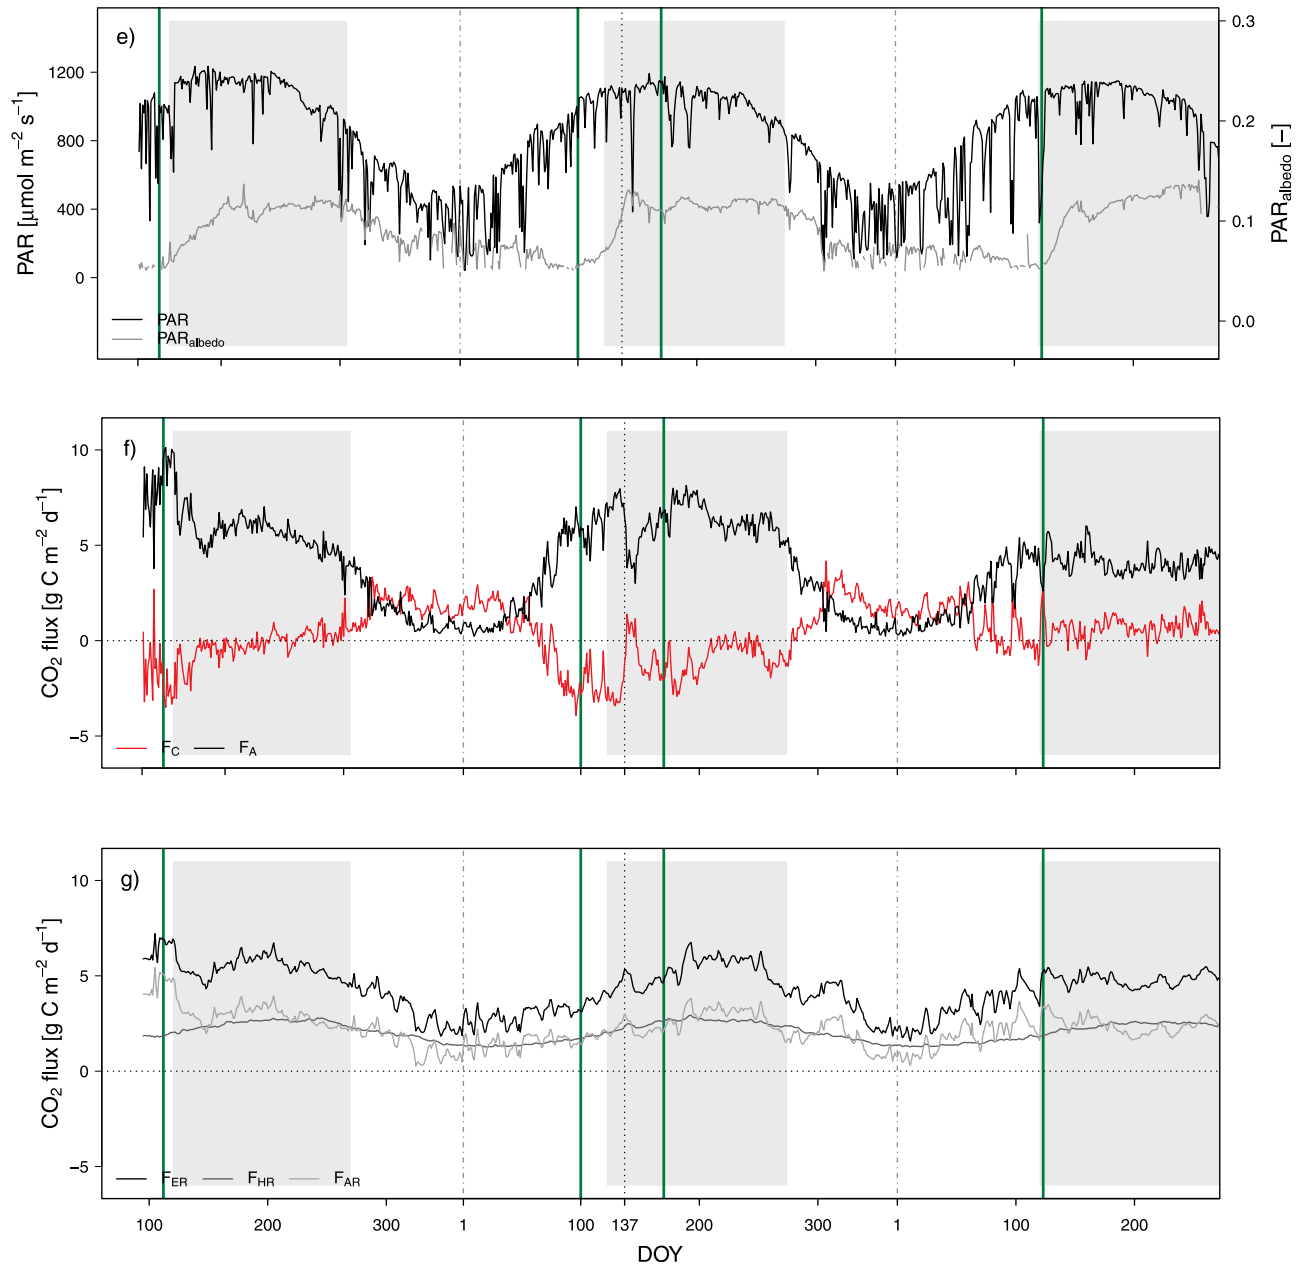 e)
1200
800
400
0
PAR [μmol m−2 s−1]
0.3
0.2
0.1
0.0
PARalbedo [−]
PAR
PARalbedo
f)
10
5
0
−5
CO2 flux [g C m−2 d−1]
FC FA
g)
10
5
0
−5
CO2 flux [g C m−2 d−1]
FER FHR FAR
100 200 300 1 100 137 200 300 1 100 200
DOY